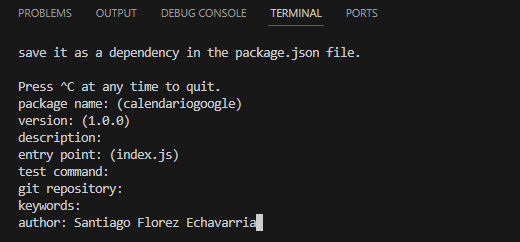 PROBLEMS OUTPUT DEBUG CONSOLE TERMINAL PORTS
save it as a dependency in the package.json file.
Press ^C at any time to quit.
package name: (calendariogoogle)
version: (1.0.0)
description:
entry point: (index.js)
test command:
git repository:
keywords:
author: Santiago Florez Echavarria